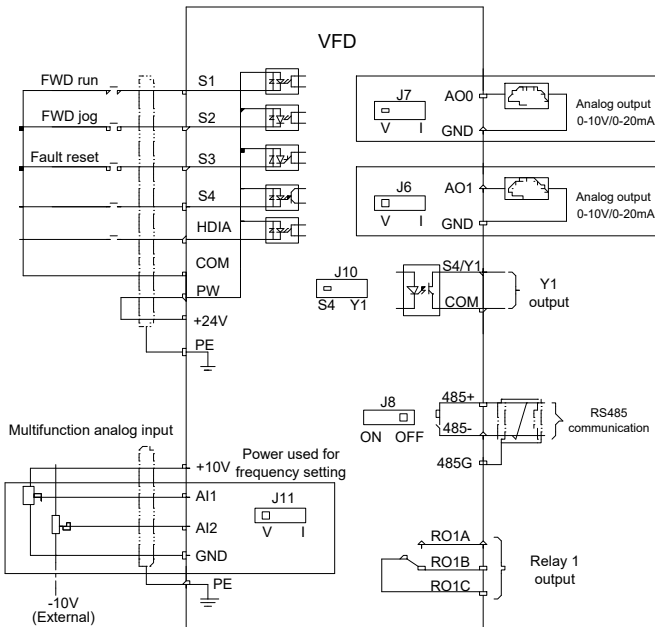 VFD
FWD run
S1
FWD jog
S2
Fault reset
S3
S4
HDIA
COM
PW
+24V
PE
J7
V I
AO0
GND
Analog output
0-10V/0-20mA
J6
V I
AO1
GND
Analog output
0-10V/0-20mA
J10
S4 Y1
S4/Y1
COM
Y1
output
J8
ON OFF
485+
485-
485G
RS485
communication
Multifunction analog input
Power used for
frequency setting
+10V
AI1
AI2
GND
PE
J11
V I
-10V
(External)
RO1A
RO1B
RO1C
Relay 1
output